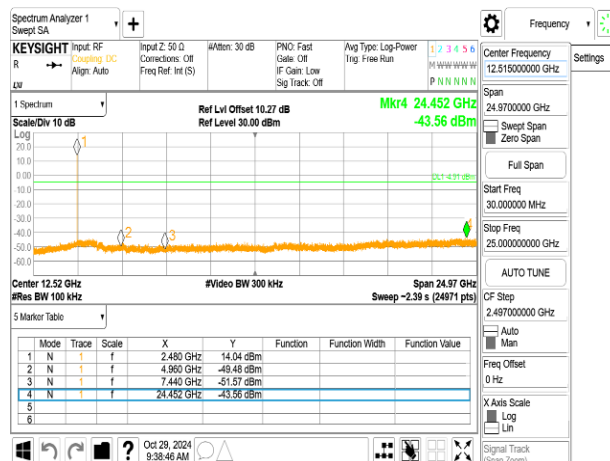 Spectrum Analyzer 1
Swept SA
Frequency
Settings
KEYSIGHT
Input: RF
Coupling: DC
Align: Auto
Input Z: 50 Ω
Corrections: Off
Freq Ref: Int (S)
#Atten: 30 dB
PNO: Fast
Gate: Off
IF Gain: Low
Sig Track: Off
Avg Type: Log-Power
Trig: Free Run
1 2 3 4 5 6
M W W W W W
P N N N N N
R
LXI
1 Spectrum
Scale/Div 10 dB
Log
Ref Lvl Offset 10.27 dB
Ref Level 30.00 dBm
Mkr4 24.452 GHz
-43.56 dBm
20.0
10.0
0.00
-10.0
-20.0
-30.0
-40.0
-50.0
-60.0
1
2
3
4
Center 12.52 GHz
#Video BW 300 kHz
Span 24.97 GHz
#Res BW 100 kHz
Sweep ~2.39 s (24971 pts)
5 Marker Table
Mode Trace Scale X Y Function Function Width Function Value
1 N 1 f 2.480 GHz 14.04 dBm
2 N 1 f 4.960 GHz -49.48 dBm
3 N 1 f 7.440 GHz -51.57 dBm
4 N 1 f 24.452 GHz -43.56 dBm
5
6
Oct 29, 2024
9:38:46 AM
Center Frequency
12.515000000 GHz
Span
24.9700000 GHz
Swept Span
Zero Span
Full Span
Start Freq
30.000000 MHz
Stop Freq
25.000000000 GHz
AUTO TUNE
CF Step
2.497000000 GHz
Auto
Man
Freq Offset
0 Hz
X Axis Scale
Log
Lin
Signal Track
(Span Zoom)